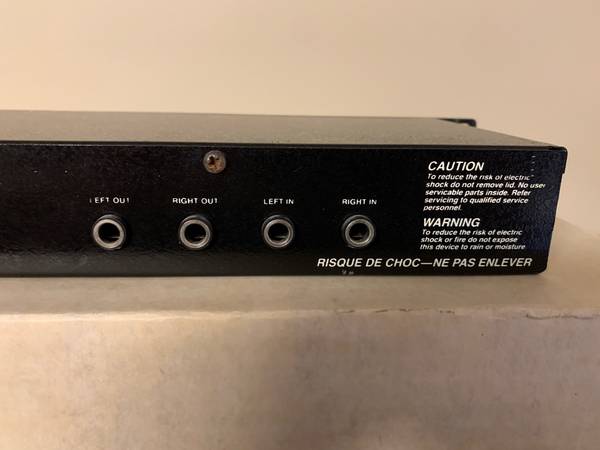 CAUTION
To reduce the risk of electric
shock do not remove lid. No user
servicable parts inside. Refer
servicing to qualified service
personnel.
LEFT OUT RIGHT OUT LEFT IN RIGHT IN
WARNING
To reduce the risk of electric
shock or fire do not expose
this device to rain or moisture
RISQUE DE CHOC—NE PAS ENLEVER